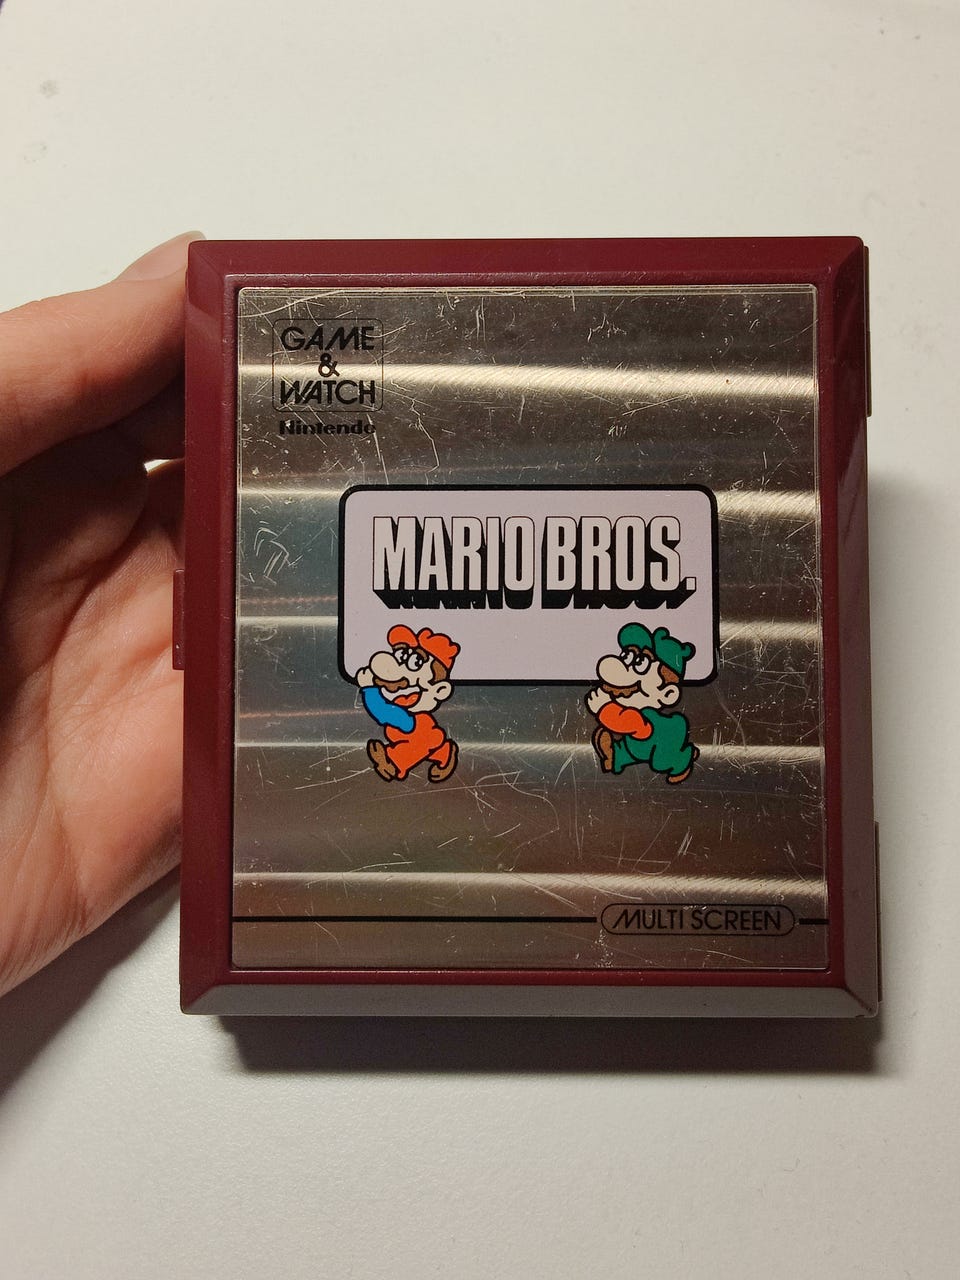 GAME
&
WATCH
Nintendo
MARIO BROS.
MULTI SCREEN